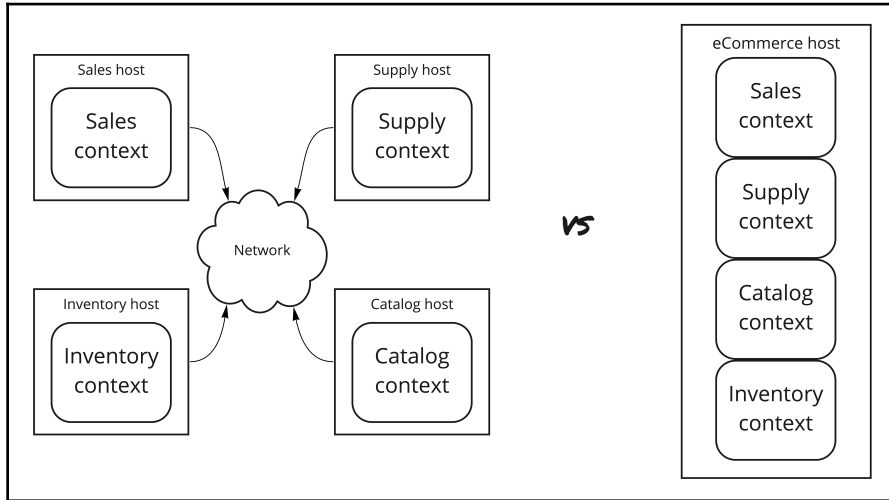 Sales host
Sales
context
Supply host
Supply
context
Network
Inventory host
Inventory
context
Catalog host
Catalog
context
vs
eCommerce host
Sales
context
Supply
context
Catalog
context
Inventory
context